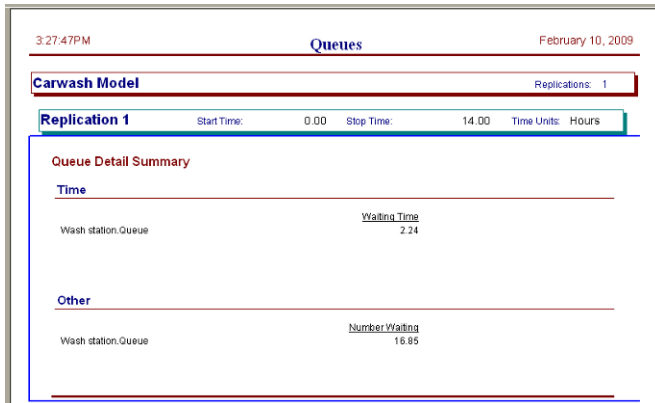 3:27:47PM Queues February 10, 2009
Carwash Model Replications: 1
Replication 1 Start Time: 0.00 Stop Time: 14.00 Time Units: Hours
Queue Detail Summary
Time
Waiting Time
Wash station.Queue 2.24
Other
Number Waiting
Wash station.Queue 16.85